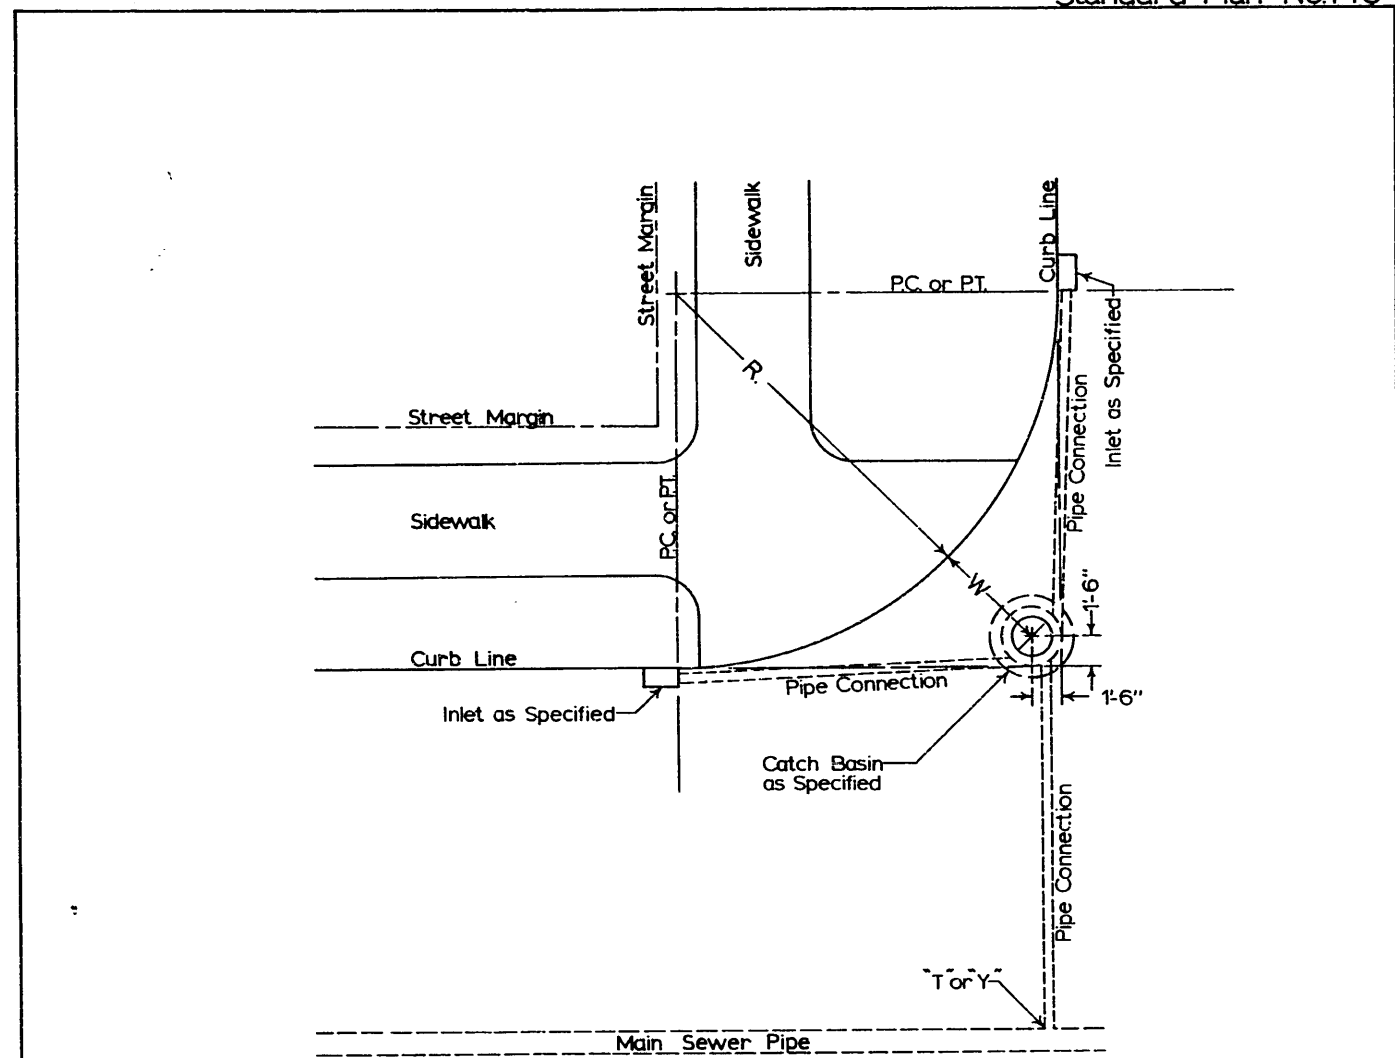 Standard Plan No.
Street Margin
Sidewalk
Curb Line
P.C. or P.T.
Inlet as Specified
R.
Street Margin
Pipe Connection
Sidewalk
P.C. or P.T.
W
1'-6"
Curb Line
Pipe Connection
1'-6"
Inlet as Specified
Catch Basin
as Specified
Pipe Connection
"T" or "Y"
Main Sewer Pipe